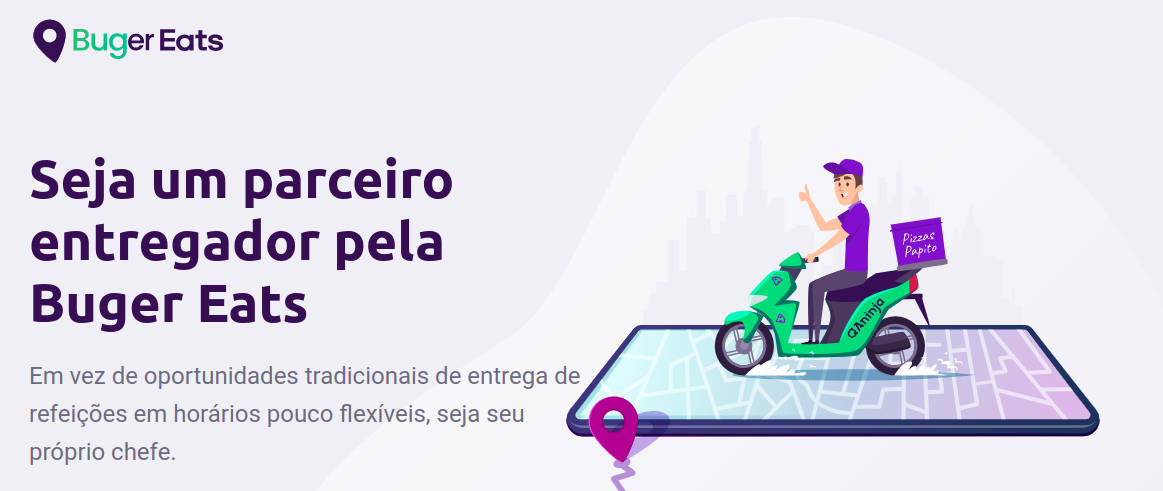 Buger Eats
Seja um parceiro
entregador pela
Buger Eats
Em vez de oportunidades tradicionais de entrega de
refeições em horários pouco flexíveis, seja seu
próprio chefe.
Pizzas
Papito
QAninja